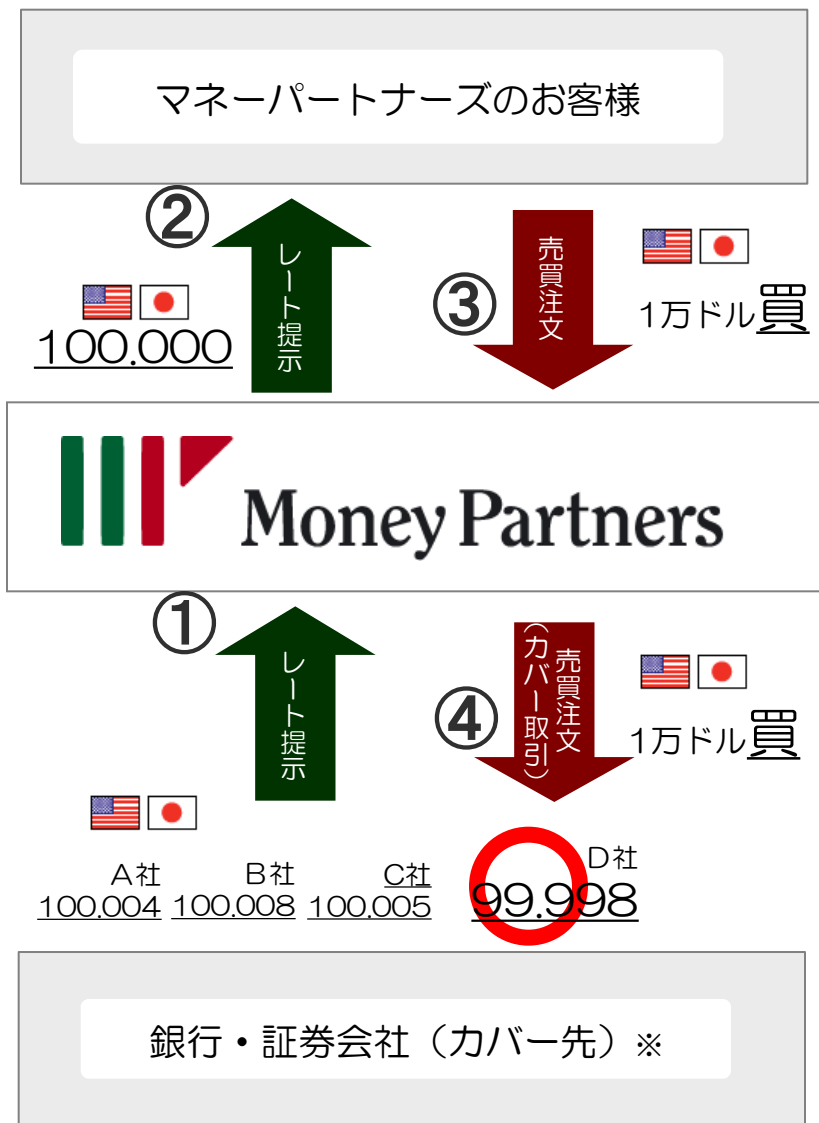 マネーパートナーズのお客様
②
レート提示
100.000
③
売買注文
1万ドル買
Money Partners
①
レート提示
④
売買注文
（カバー取引）
1万ドル買
A社
100.004
B社
100.008
C社
100.005
D社
99.998
銀行・証券会社（カバー先）※